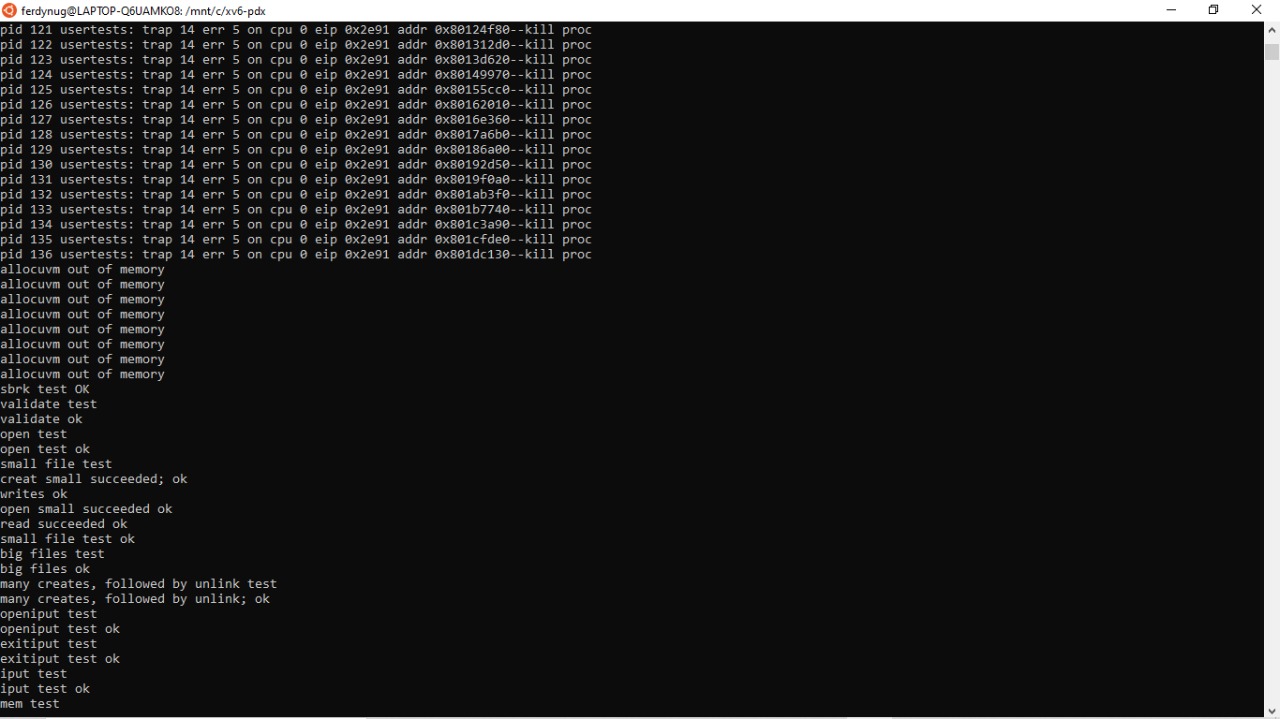 ferdynug@LAPTOP-Q6UAMKO8: /mnt/c/xv6-pdx
pid 121 usertests: trap 14 err 5 on cpu 0 eip 0x2e91 addr 0x80124f80--kill proc
pid 122 usertests: trap 14 err 5 on cpu 0 eip 0x2e91 addr 0x801312d0--kill proc
pid 123 usertests: trap 14 err 5 on cpu 0 eip 0x2e91 addr 0x8013d620--kill proc
pid 124 usertests: trap 14 err 5 on cpu 0 eip 0x2e91 addr 0x80149970--kill proc
pid 125 usertests: trap 14 err 5 on cpu 0 eip 0x2e91 addr 0x80155cc0--kill proc
pid 126 usertests: trap 14 err 5 on cpu 0 eip 0x2e91 addr 0x80162010--kill proc
pid 127 usertests: trap 14 err 5 on cpu 0 eip 0x2e91 addr 0x8016e360--kill proc
pid 128 usertests: trap 14 err 5 on cpu 0 eip 0x2e91 addr 0x8017a6b0--kill proc
pid 129 usertests: trap 14 err 5 on cpu 0 eip 0x2e91 addr 0x80186a00--kill proc
pid 130 usertests: trap 14 err 5 on cpu 0 eip 0x2e91 addr 0x80192d50--kill proc
pid 131 usertests: trap 14 err 5 on cpu 0 eip 0x2e91 addr 0x8019f0a0--kill proc
pid 132 usertests: trap 14 err 5 on cpu 0 eip 0x2e91 addr 0x801ab3f0--kill proc
pid 133 usertests: trap 14 err 5 on cpu 0 eip 0x2e91 addr 0x801b7740--kill proc
pid 134 usertests: trap 14 err 5 on cpu 0 eip 0x2e91 addr 0x801c3a90--kill proc
pid 135 usertests: trap 14 err 5 on cpu 0 eip 0x2e91 addr 0x801cfde0--kill proc
pid 136 usertests: trap 14 err 5 on cpu 0 eip 0x2e91 addr 0x801dc130--kill proc
allocuvm out of memory
allocuvm out of memory
allocuvm out of memory
allocuvm out of memory
allocuvm out of memory
allocuvm out of memory
allocuvm out of memory
allocuvm out of memory
sbrk test OK
validate test
validate ok
open test
open test ok
small file test
creat small succeeded; ok
writes ok
open small succeeded ok
read succeeded ok
small file test ok
big files test
big files ok
many creates, followed by unlink test
many creates, followed by unlink; ok
openiput test
openiput test ok
exitiput test
exitiput test ok
iput test
iput test ok
mem test